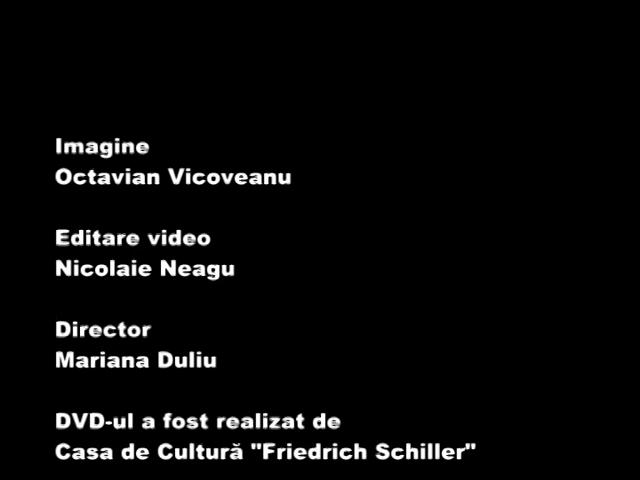 Imagine
Octavian Vicoveanu
Editare video
Nicolaie Neagu
Director
Mariana Duliu
DVD-ul a fost realizat de
Casa de Cultură "Friedrich Schiller"